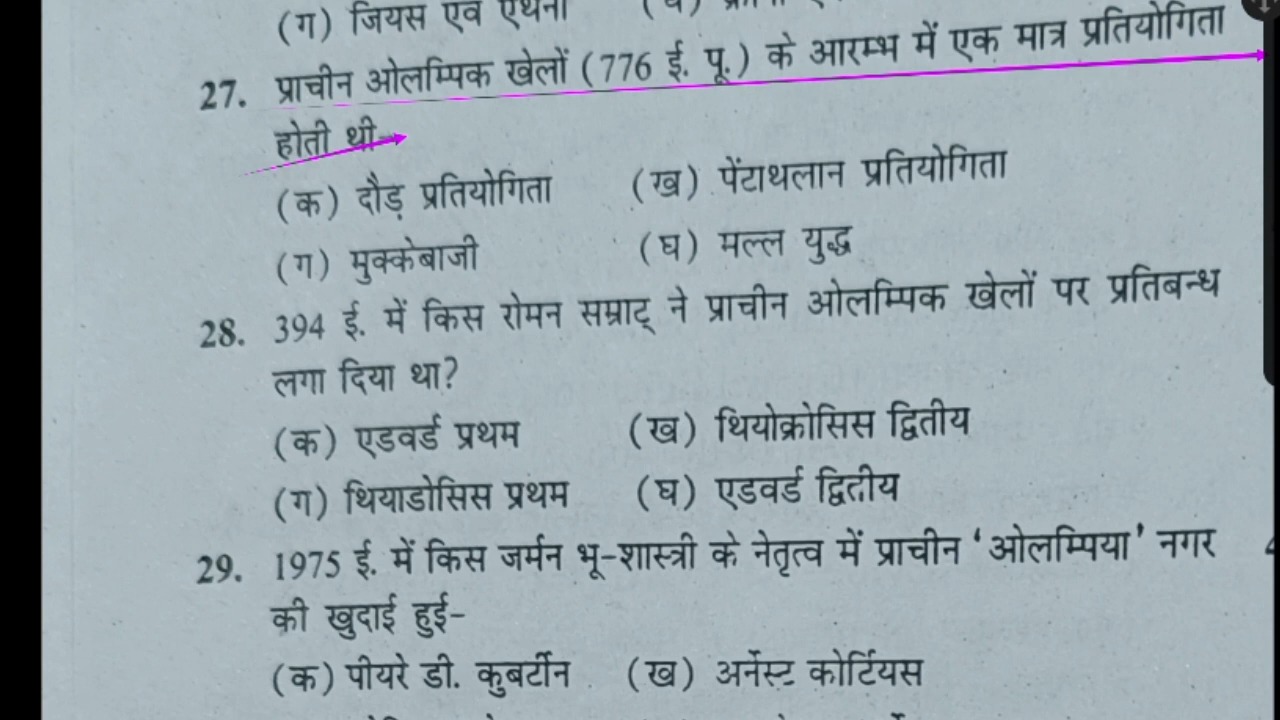 (ग) जियस एवं एथेना
27. प्राचीन ओलम्पिक खेलों (776 ई. पू.) के आरम्भ में एक मात्र प्रतियोगिता
होती थी-
(क) दौड़ प्रतियोगिता (ख) पेंटाथलान प्रतियोगिता
(ग) मुक्केबाजी (घ) मल्ल युद्ध
28. 394 ई. में किस रोमन सम्राट् ने प्राचीन ओलम्पिक खेलों पर प्रतिबन्ध
लगा दिया था?
(क) एडवर्ड प्रथम (ख) थियोक्रोसिस द्वितीय
(ग) थियाडोसिस प्रथम (घ) एडवर्ड द्वितीय
29. 1975 ई. में किस जर्मन भू-शास्त्री के नेतृत्व में प्राचीन 'ओलम्पिया' नगर
की खुदाई हुई-
(क) पीयरे डी. कुबर्टीन (ख) अर्नेस्ट कोर्टियस